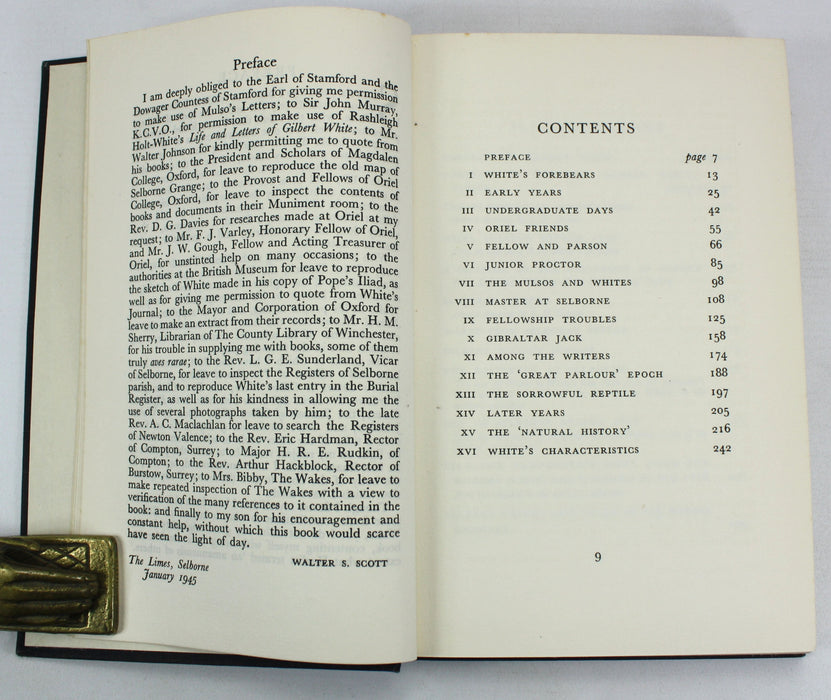 Preface
I am deeply obliged to the Earl of Stamford and the
Dowager Countess of Stamford for giving me permission
to make use of Mulso's Letters; to Sir John Murray,
K.C.V.O., for permission to make use of Rashleigh
Holt-White's Life and Letters of Gilbert White; to Mr.
Walter Johnson for kindly permitting me to quote from
his books; to the President and Scholars of Magdalen
College, Oxford, for leave to reproduce the old map of
Selborne Grange; to the Provost and Fellows of Oriel
College, Oxford, for leave to inspect the contents of
books and documents in their Muniment room; to the
Rev. D. G. Davies for researches made at Oriel at my
request; to Mr. F. J. Varley, Honorary Fellow of Oriel,
and Mr. J. W. Gough, Fellow and Acting Treasurer of
Oriel, for unstinted help on many occasions; to the
authorities at the British Museum for leave to reproduce
the sketch of White made in his copy of Pope's Iliad, as
well as for giving me permission to quote from White's
Journal; to the Mayor and Corporation of Oxford for
leave to make an extract from their records; to Mr. H. M.
Sherry, Librarian of The County Library of Winchester,
for his trouble in supplying me with books, some of them
truly aves rarae; to the Rev. L. G. E. Sunderland, Vicar
of Selborne, for leave to inspect the Registers of Selborne
parish, and to reproduce White's last entry in the Burial
Register, as well as for his kindness in allowing me the
use of several photographs taken by him; to the late
Rev. A. C. Maclachlan for leave to search the Registers
of Newton Valence; to the Rev. Eric Hardman, Rector
of Compton, Surrey; to Major H. R. E. Rudkin, of
Compton; to the Rev. Arthur Hackblock, Rector of
Burstow, Surrey; to Mrs. Bibby, The Wakes, for leave to
make repeated inspection of The Wakes with a view to
verification of the many references to it contained in the
book: and finally to my son for his encouragement and
constant help, without which this book would scarce
have seen the light of day.
The Limes, Selborne WALTER S. SCOTT
January 1945
CONTENTS
PREFACE page 7
I WHITE'S FOREBEARS 13
II EARLY YEARS 25
III UNDERGRADUATE DAYS 42
IV ORIEL FRIENDS 55
V FELLOW AND PARSON 66
VI JUNIOR PROCTOR 85
VII THE MULSOS AND WHITES 98
VIII MASTER AT SELBORNE 108
IX FELLOWSHIP TROUBLES 125
X GIBRALTAR JACK 158
XI AMONG THE WRITERS 174
XII THE 'GREAT PARLOUR' EPOCH 188
XIII THE SORROWFUL REPTILE 197
XIV LATER YEARS 205
XV THE 'NATURAL HISTORY' 216
XVI WHITE'S CHARACTERISTICS 242
9